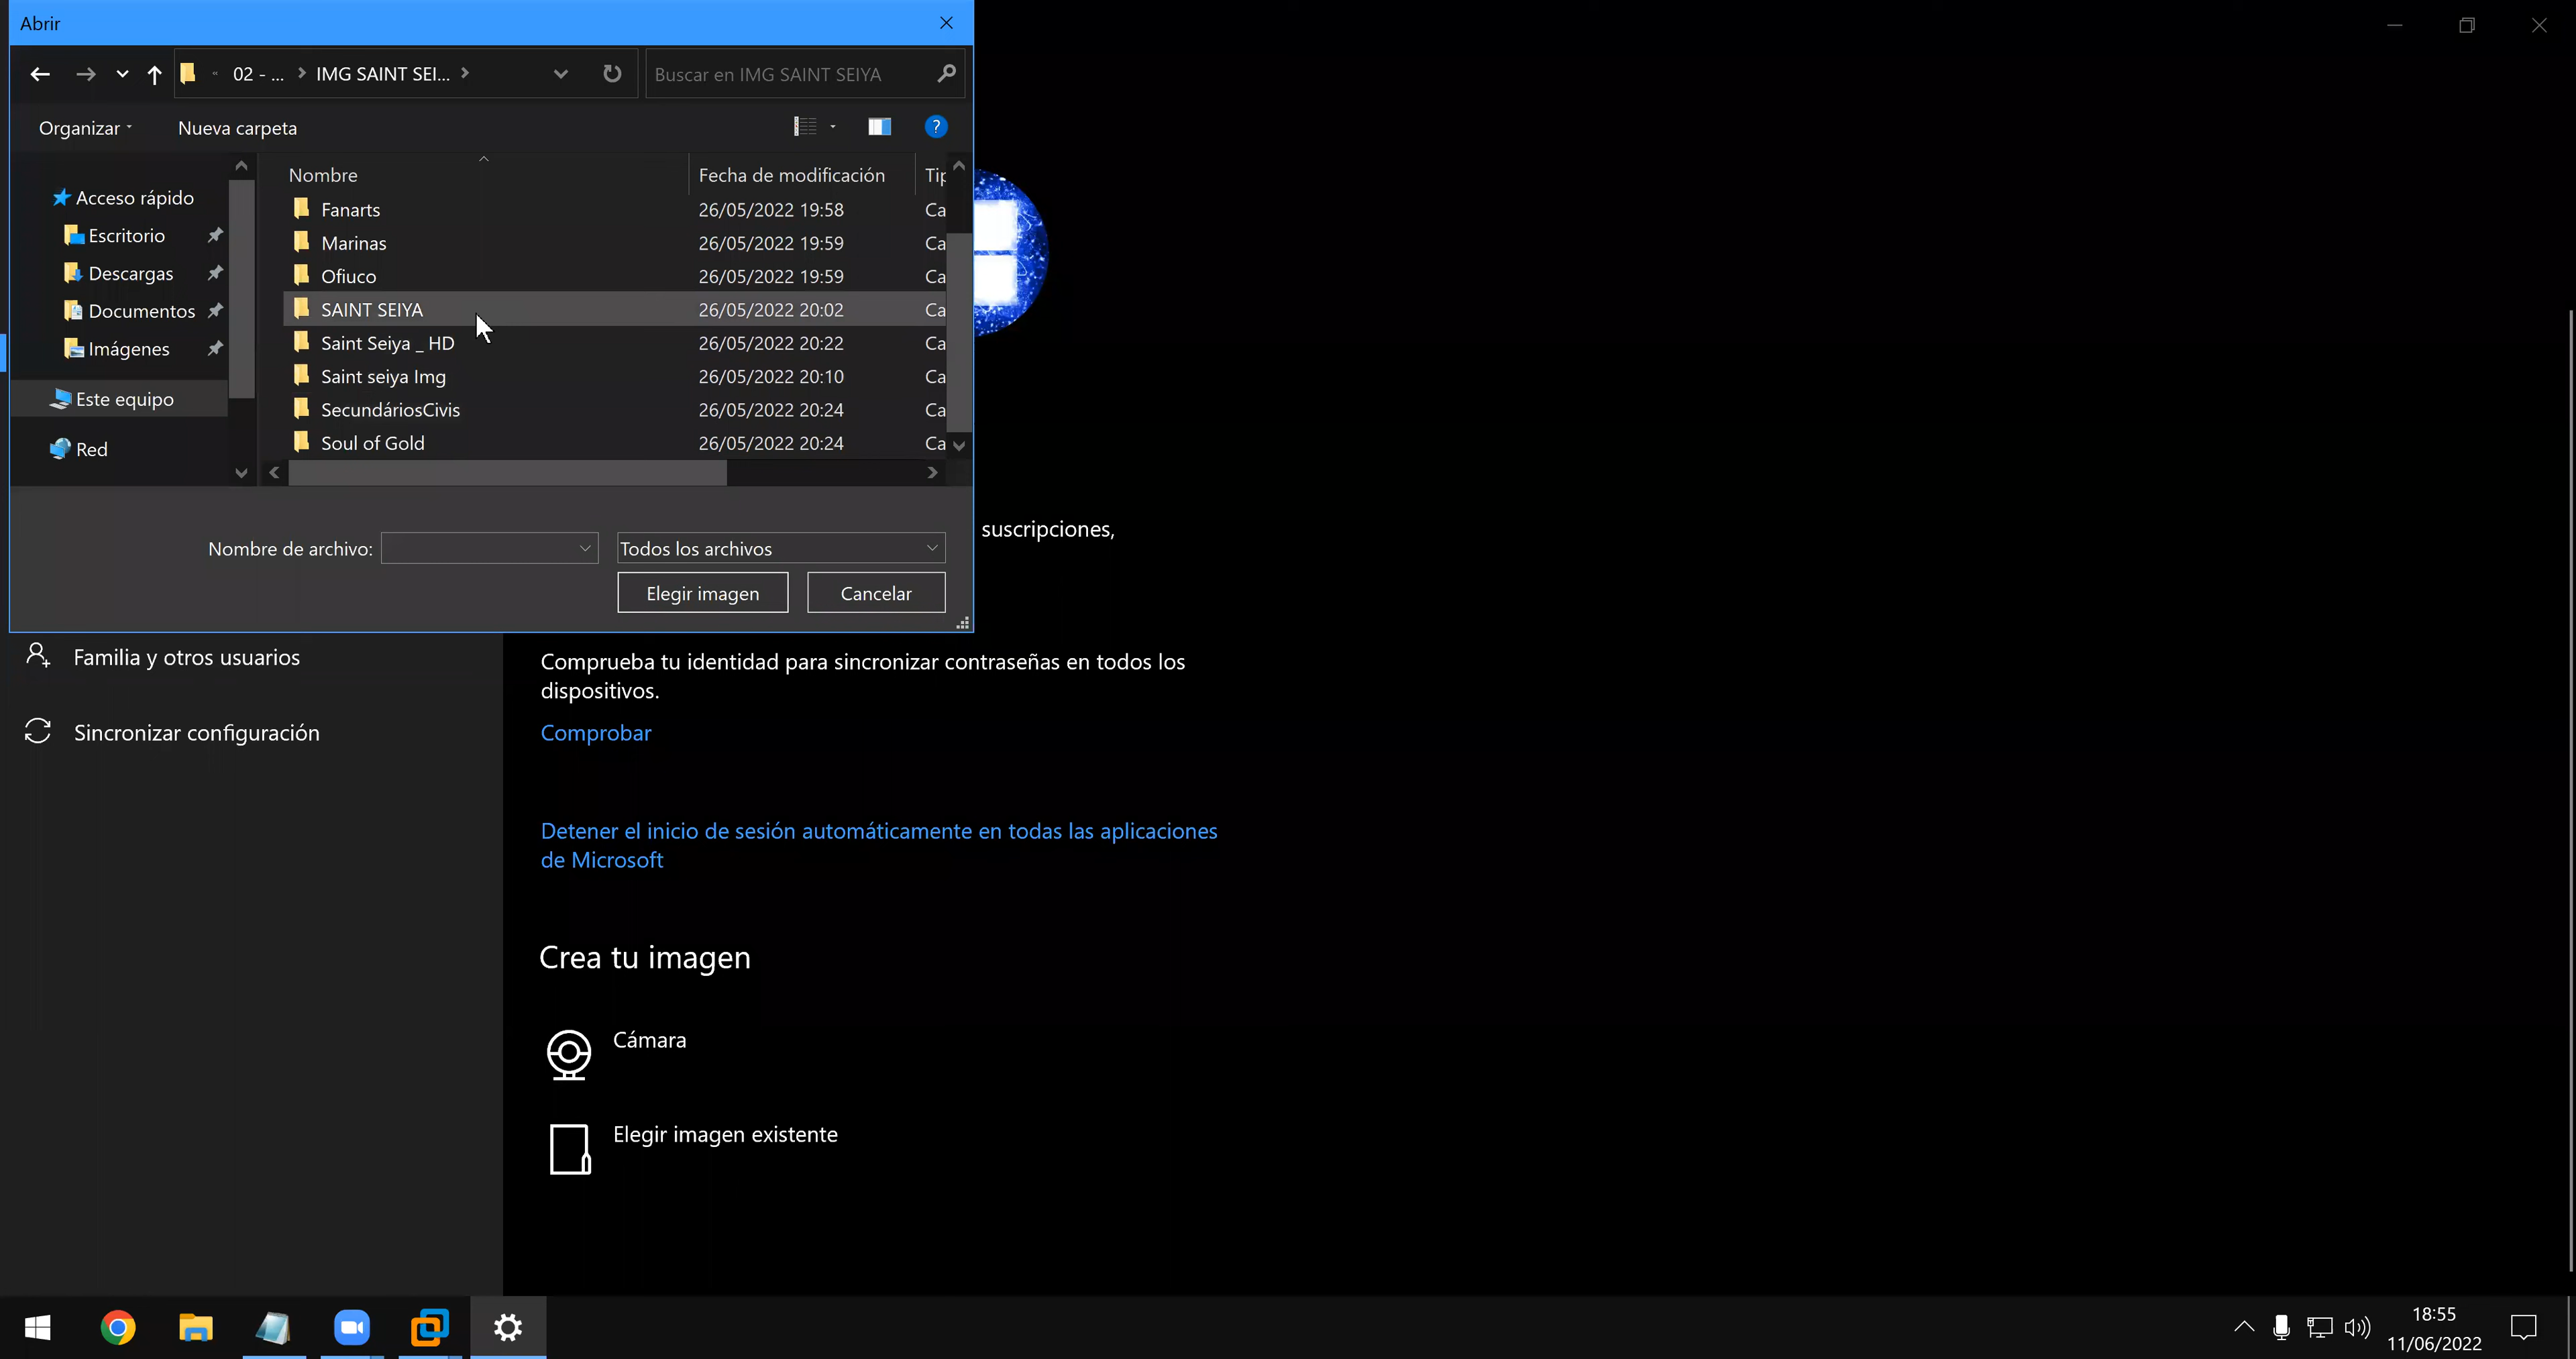 Abrir
02 - ...
IMG SAINT SEI...
Buscar en IMG SAINT SEIYA
Organizar
Nueva carpeta
Nombre
Fecha de modificación
Tip
Acceso rápido
Escritorio
Descargas
Documentos
Imágenes
Este equipo
Red
Fanarts 26/05/2022 19:58 Ca
Marinas 26/05/2022 19:59 Ca
Ofiuco 26/05/2022 19:59 Ca
SAINT SEIYA 26/05/2022 20:02 Ca
Saint Seiya _ HD 26/05/2022 20:22 Ca
Saint seiya Img 26/05/2022 20:10 Ca
SecundáriosCivis 26/05/2022 20:24 Ca
Soul of Gold 26/05/2022 20:24 Ca
Nombre de archivo:
Todos los archivos
Elegir imagen
Cancelar
suscripciones,
Familia y otros usuarios
Sincronizar configuración
Comprueba tu identidad para sincronizar contraseñas en todos los
dispositivos.
Comprobar
Detener el inicio de sesión automáticamente en todas las aplicaciones
de Microsoft
Crea tu imagen
Cámara
Elegir imagen existente
18:55
11/06/2022